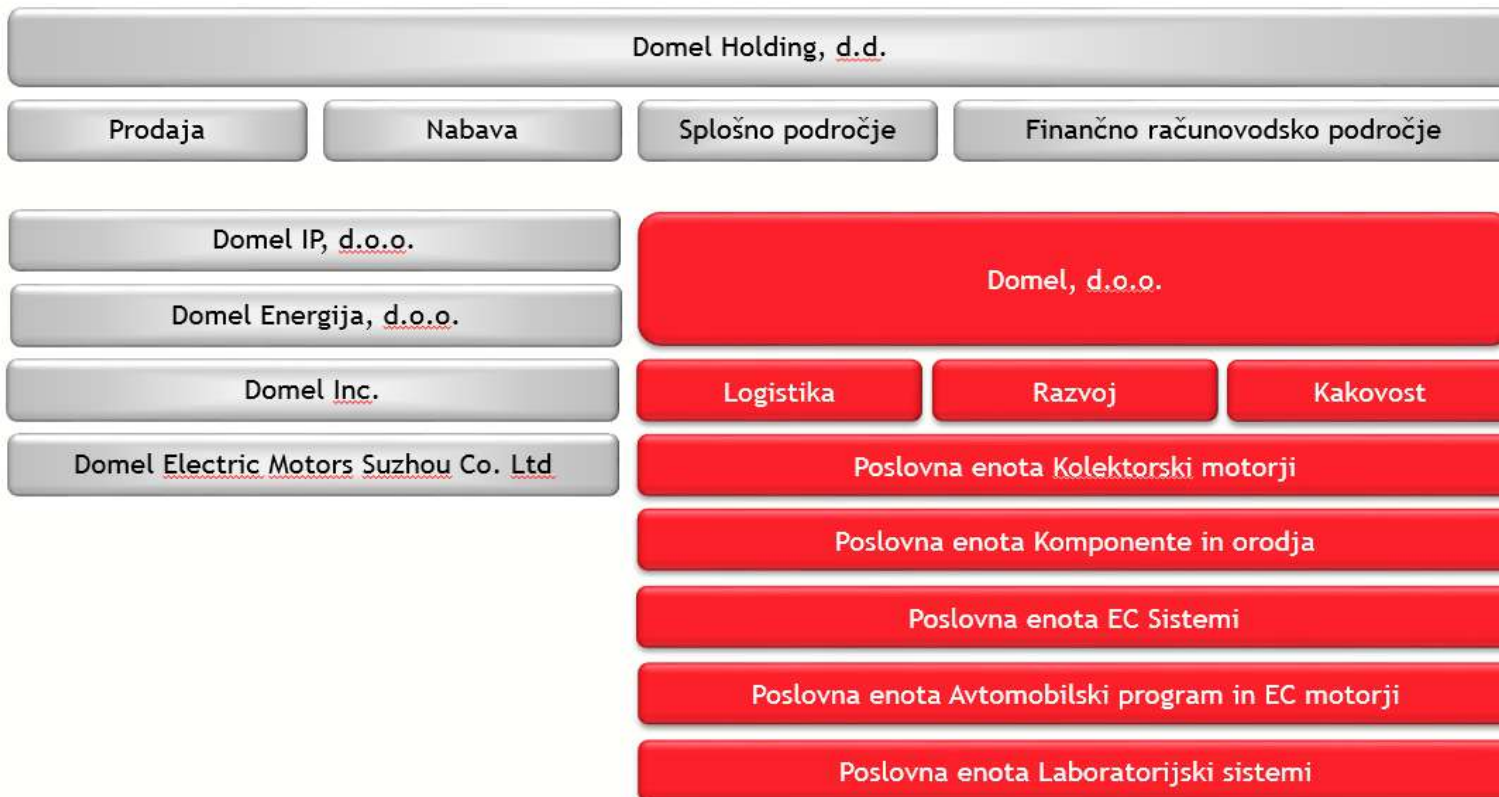 Domel Holding, d.d.
Prodaja
Nabava
Splošno področje
Finančno računovodsko področje
Domel IP, d.o.o.
Domel Energija, d.o.o.
Domel Inc.
Domel Electric Motors Suzhou Co. Ltd
Domel, d.o.o.
Logistika
Razvoj
Kakovost
Poslovna enota Kolektorski motorji
Poslovna enota Komponente in orodja
Poslovna enota EC Sistemi
Poslovna enota Avtomobilski program in EC motorji
Poslovna enota Laboratorijski sistemi